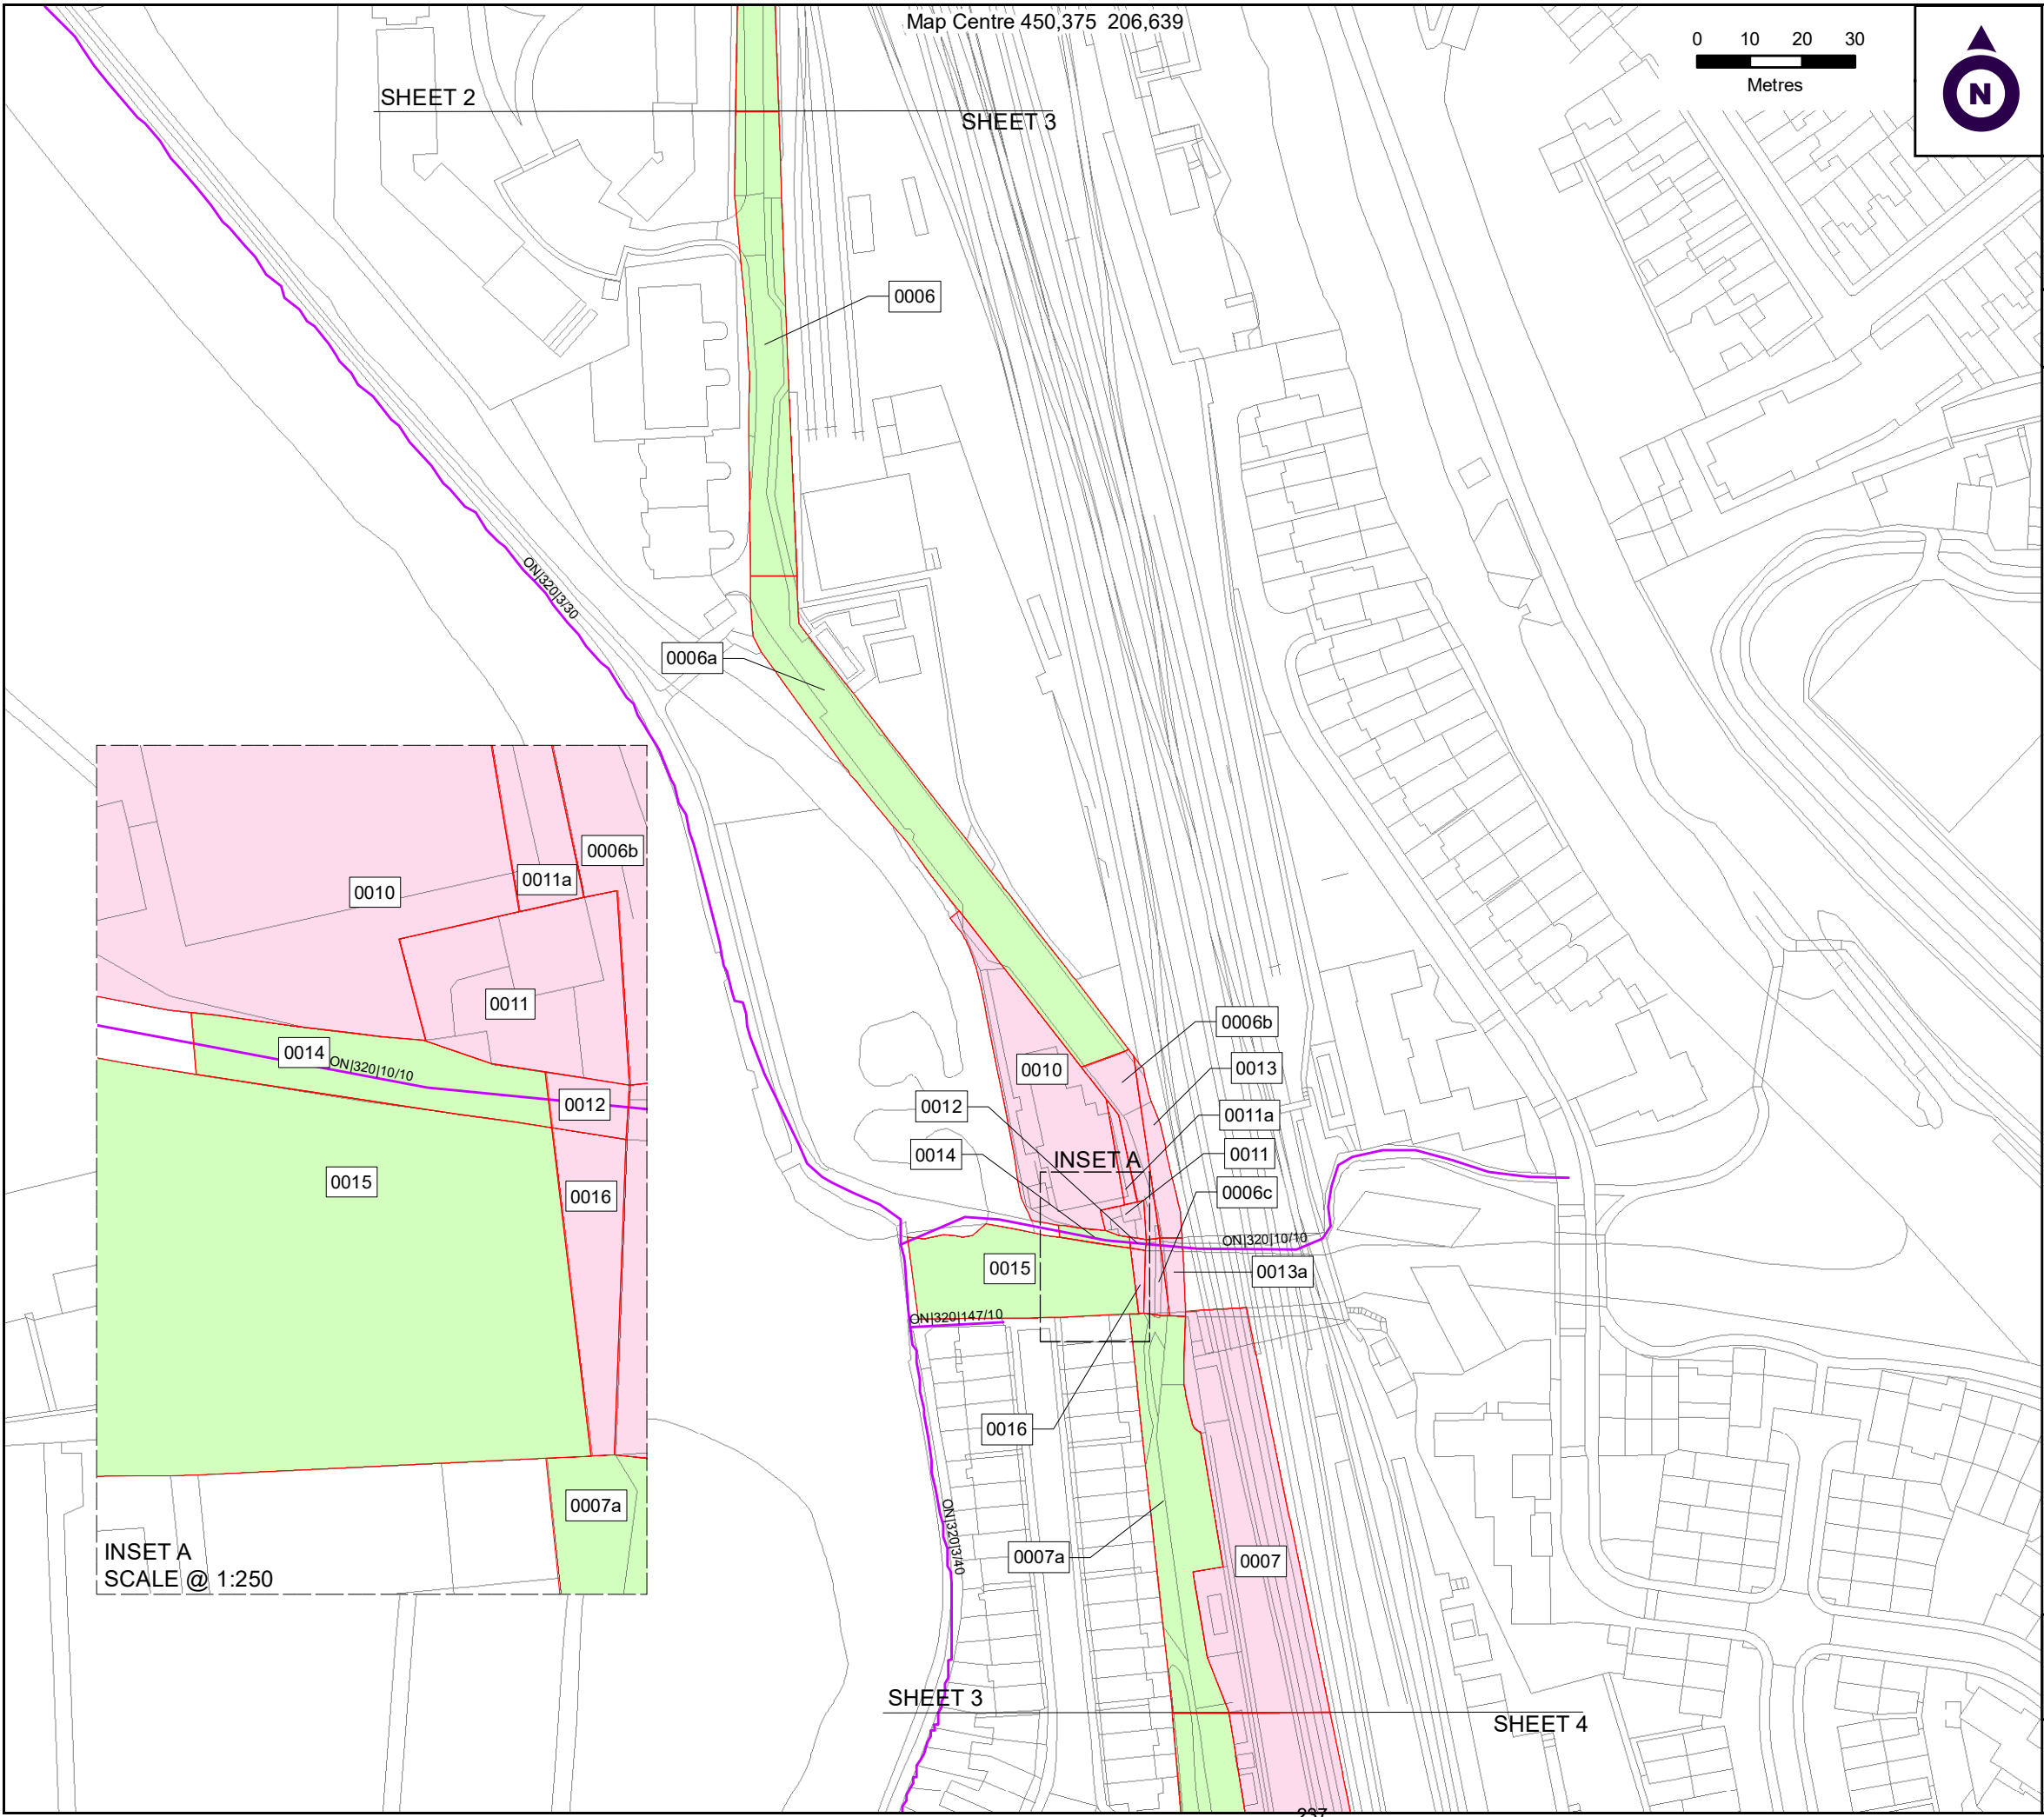 Map Centre 450,375 206,639
0 10 20 30
Metres
N
SHEET 2
SHEET 3
0006
ON|320|3/30
0006a
0006b
0011a
0010
0011
0014
ON|320|10/10
0012
0015
0016
0007a
INSET A
SCALE @ 1:250
0006b
0010
0013
0012
0011a
0014
0011
INSET A
0006c
ON|320|10/10
0015
0013a
ON|320|147/10
0016
ON|320|3/40
0007a
0007
SHEET 3
SHEET 4